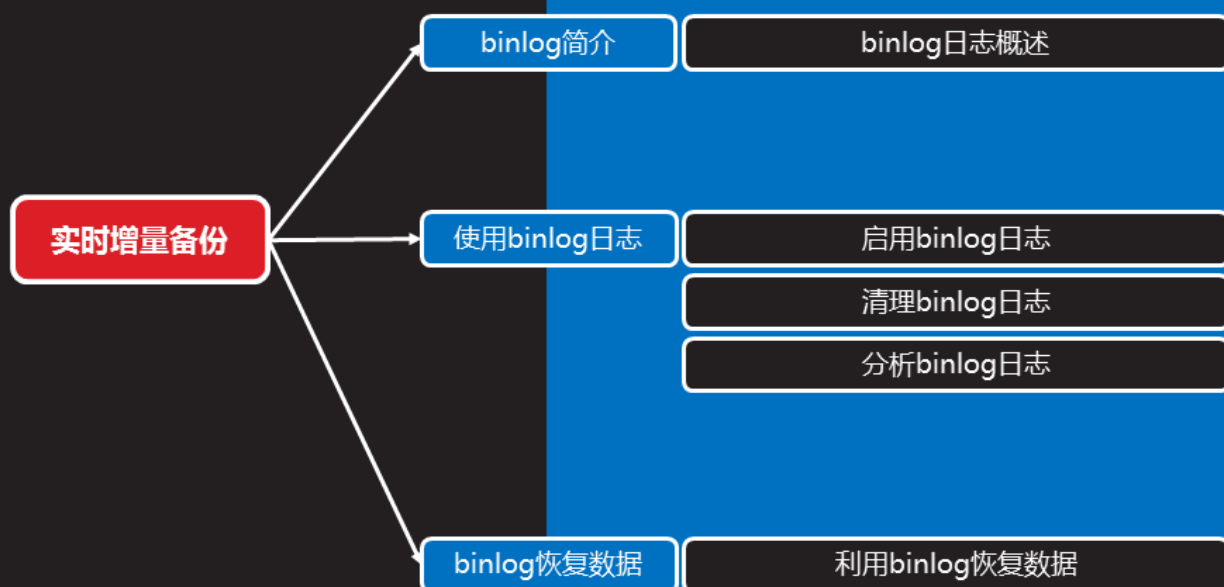 实时增量备份
binlog简介
binlog日志概述
使用binlog日志
启用binlog日志
清理binlog日志
分析binlog日志
binlog恢复数据
利用binlog恢复数据